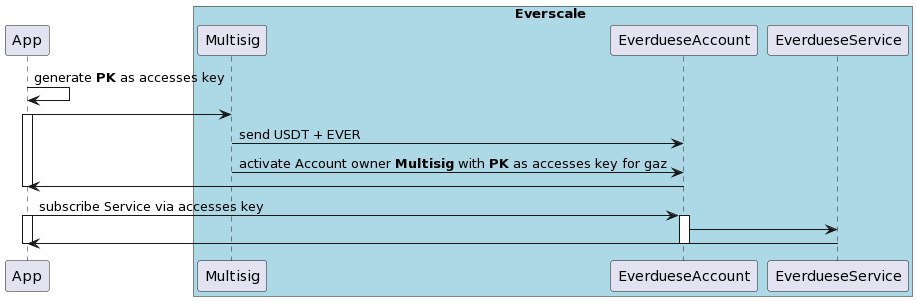 Everscale
App
Multisig
EverdueseAccount
EverdueseService
generate PK as accesses key
send USDT + EVER
activate Account owner Multisig with PK as accesses key for gaz
subscribe Service via accesses key
App
Multisig
EverdueseAccount
EverdueseService